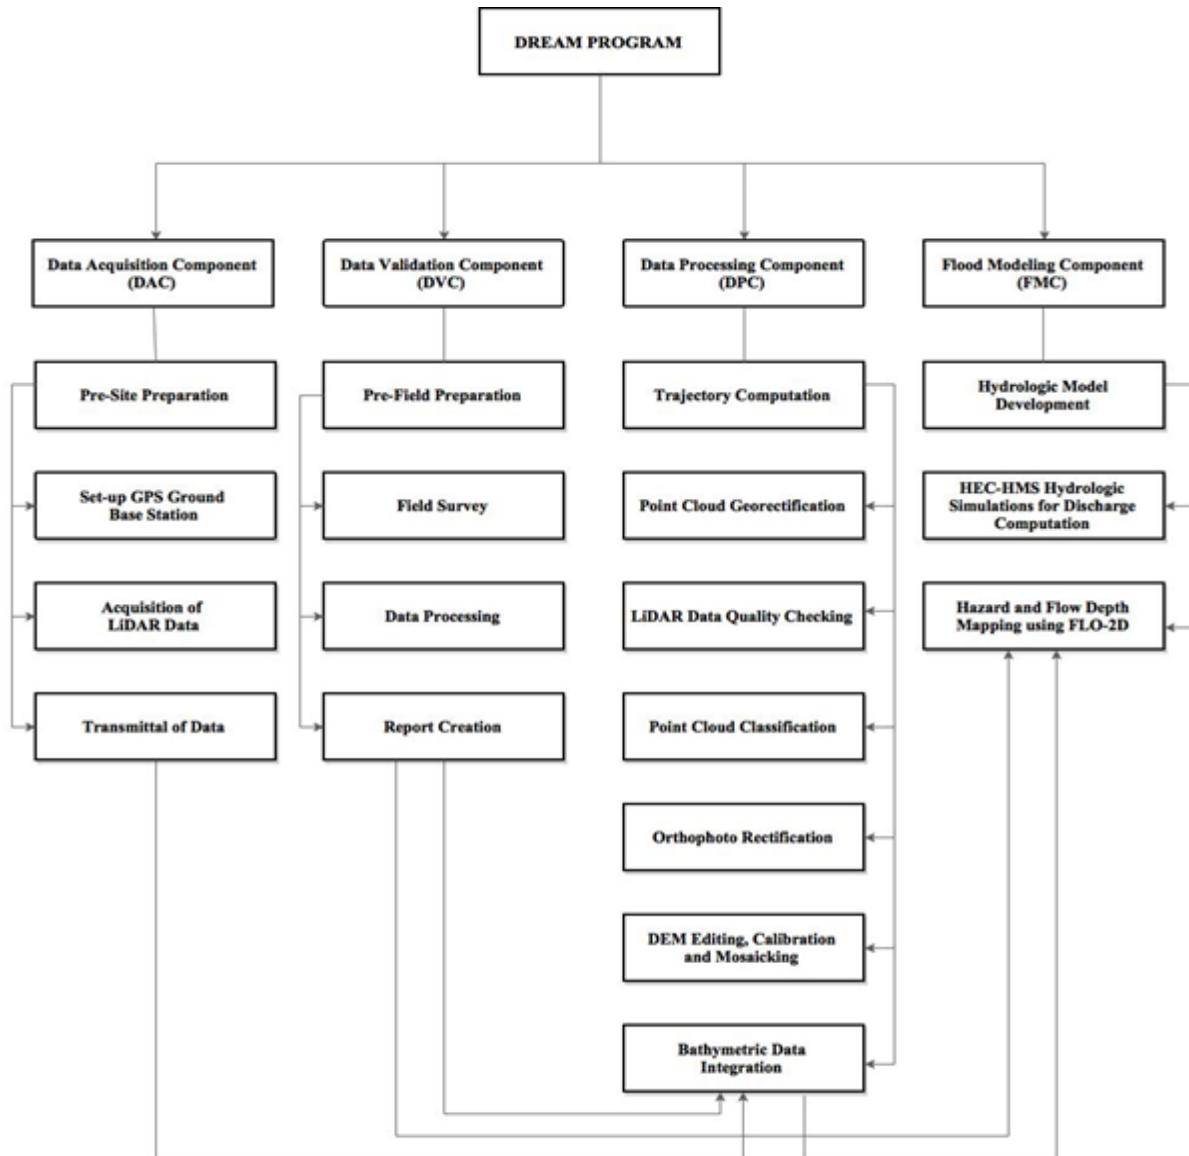 DREAM PROGRAM
Data Acquisition Component
(DAC)
Data Validation Component
(DVC)
Data Processing Component
(DPC)
Flood Modeling Component
(FMC)
Pre-Site Preparation
Pre-Field Preparation
Trajectory Computation
Hydrologic Model
Development
Set-up GPS Ground
Base Station
Field Survey
Point Cloud Georectification
HEC-HMS Hydrologic
Simulations for Discharge
Computation
Acquisition of
LiDAR Data
Data Processing
LiDAR Data Quality Checking
Hazard and Flow Depth
Mapping using FLO-2D
Transmittal of Data
Report Creation
Point Cloud Classification
Orthophoto Rectification
DEM Editing, Calibration
and Mosaicking
Bathymetric Data
Integration